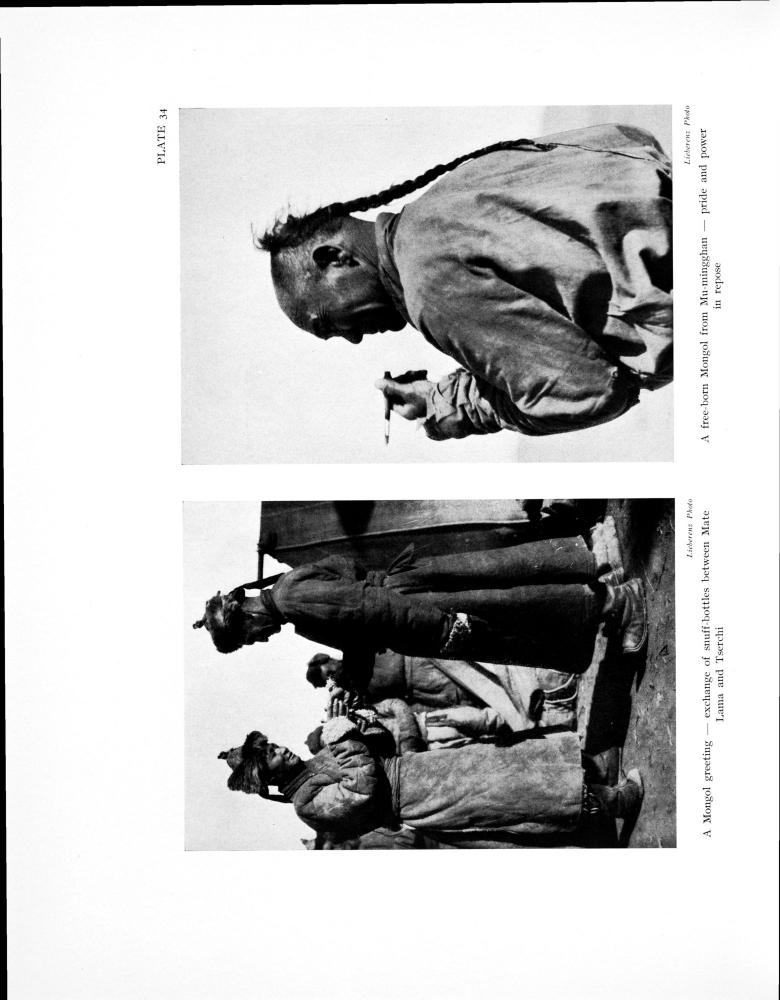 PLATE 34
Lieberenz Photo
A Mongol greeting — exchange of snuff-bottles between Mate
Lama and Tserchi
Lieberenz Photo
A free-born Mongol from Mu-mingghan — pride and power
in repose